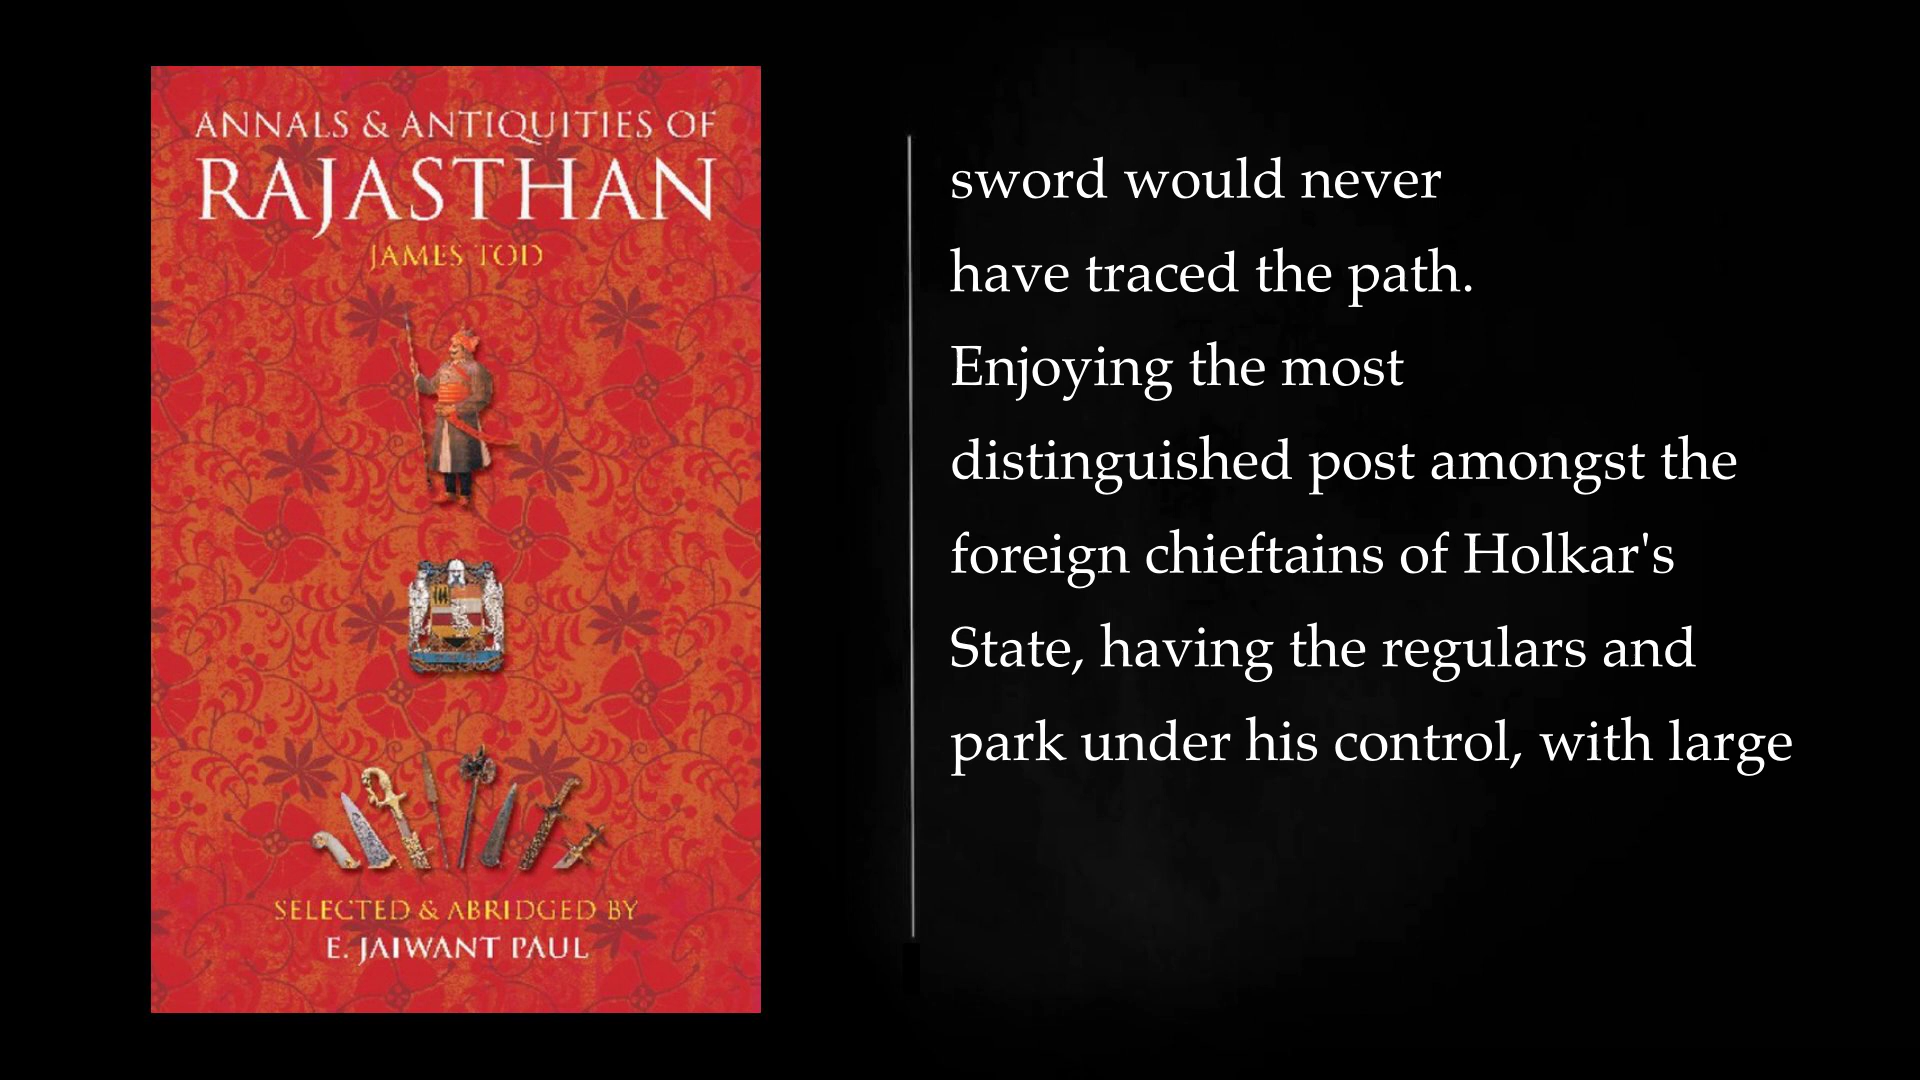 ANNALS & ANTIQUITIES OF
RAJASTHAN
JAMES TOD
SELECTED & ABRIDGED BY
E. JAIWANT PAUL
sword would never
have traced the path.
Enjoying the most
distinguished post amongst the
foreign chieftains of Holkar's
State, having the regulars and
park under his control, with large